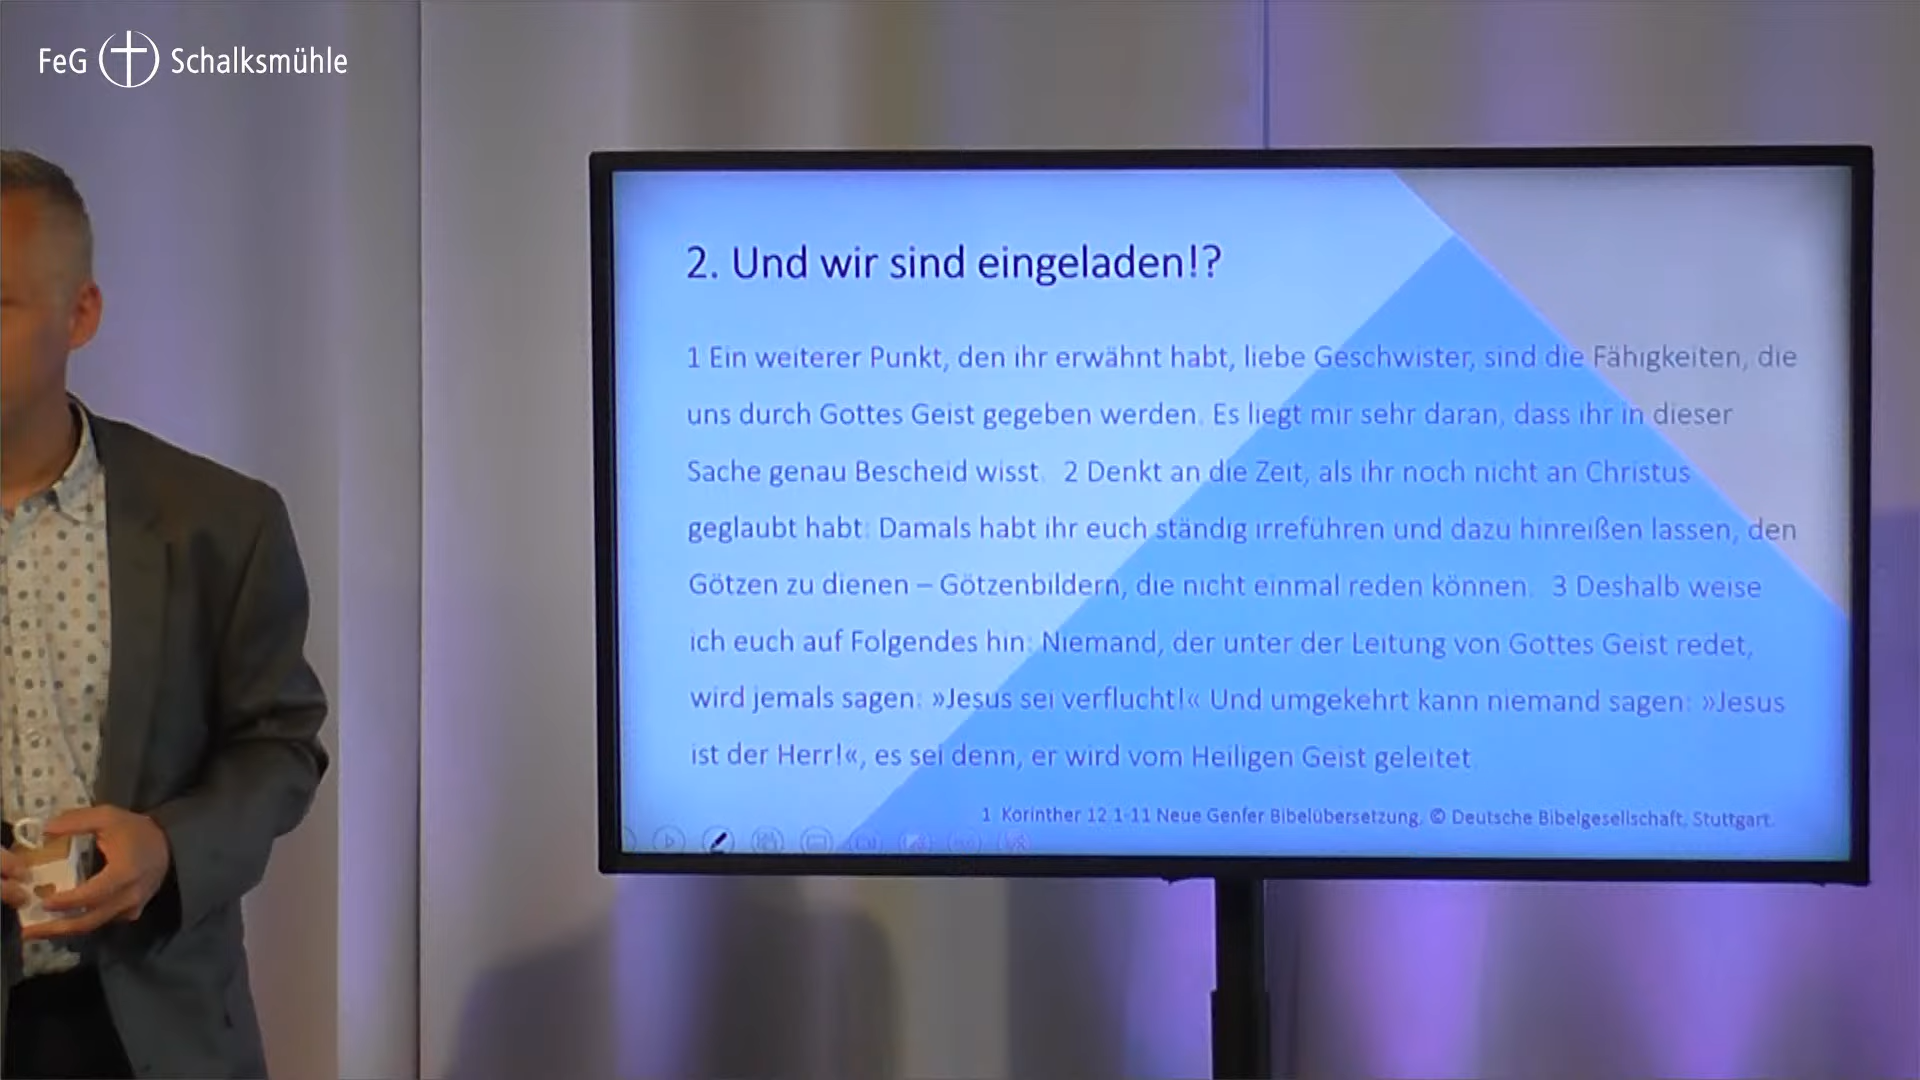 FeG Schalksmühle
2. Und wir sind eingeladen!?
1 Ein weiterer Punkt, den ihr erwähnt habt, liebe Geschwister, sind die Fähigkeiten, die
uns durch Gottes Geist gegeben werden. Es liegt mir sehr daran, dass ihr in dieser
Sache genau Bescheid wisst. 2 Denkt an die Zeit, als ihr noch nicht an Christus
geglaubt habt: Damals habt ihr euch ständig irreführen und dazu hinreißen lassen, den
Götzen zu dienen – Götzenbildern, die nicht einmal reden können. 3 Deshalb weise
ich euch auf Folgendes hin: Niemand, der unter der Leitung von Gottes Geist redet,
wird jemals sagen: »Jesus sei verflucht!« Und umgekehrt kann niemand sagen: »Jesus
ist der Herr!«, es sei denn, er wird vom Heiligen Geist geleitet.
1 Korinther 12,1-11 Neue Genfer Bibelübersetzung. © Deutsche Bibelgesellschaft, Stuttgart.